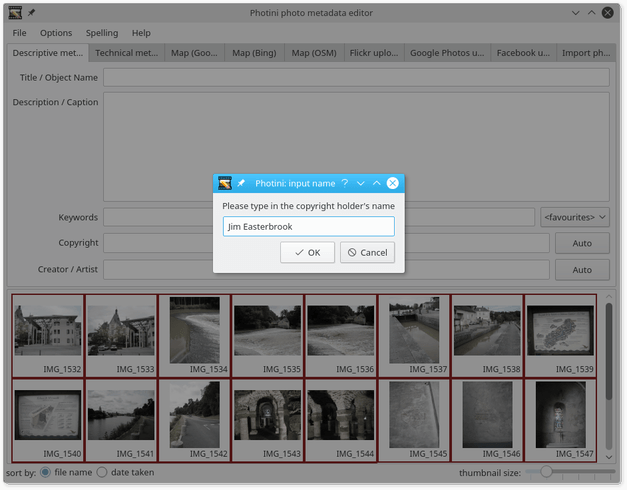 Photini photo metadata editor
File Options Spelling Help
Descriptive met... Technical met... Map (Goo... Map (Bing) Map (OSM) Flickr uplo... Google Photos u... Facebook u... Import ph...
Title / Object Name
Description / Caption
Photini: input name ?
Please type in the copyright holder's name
Jim Easterbrook
OK Cancel
Keywords <favourites>
Copyright Auto
Creator / Artist Auto
IMG_1532 IMG_1533 IMG_1534 IMG_1535 IMG_1536 IMG_1537 IMG_1538 IMG_1539
IMG_1540 IMG_1541 IMG_1542 IMG_1543 IMG_1544 IMG_1545 IMG_1546 IMG_1547
sort by: file name date taken thumbnail size: